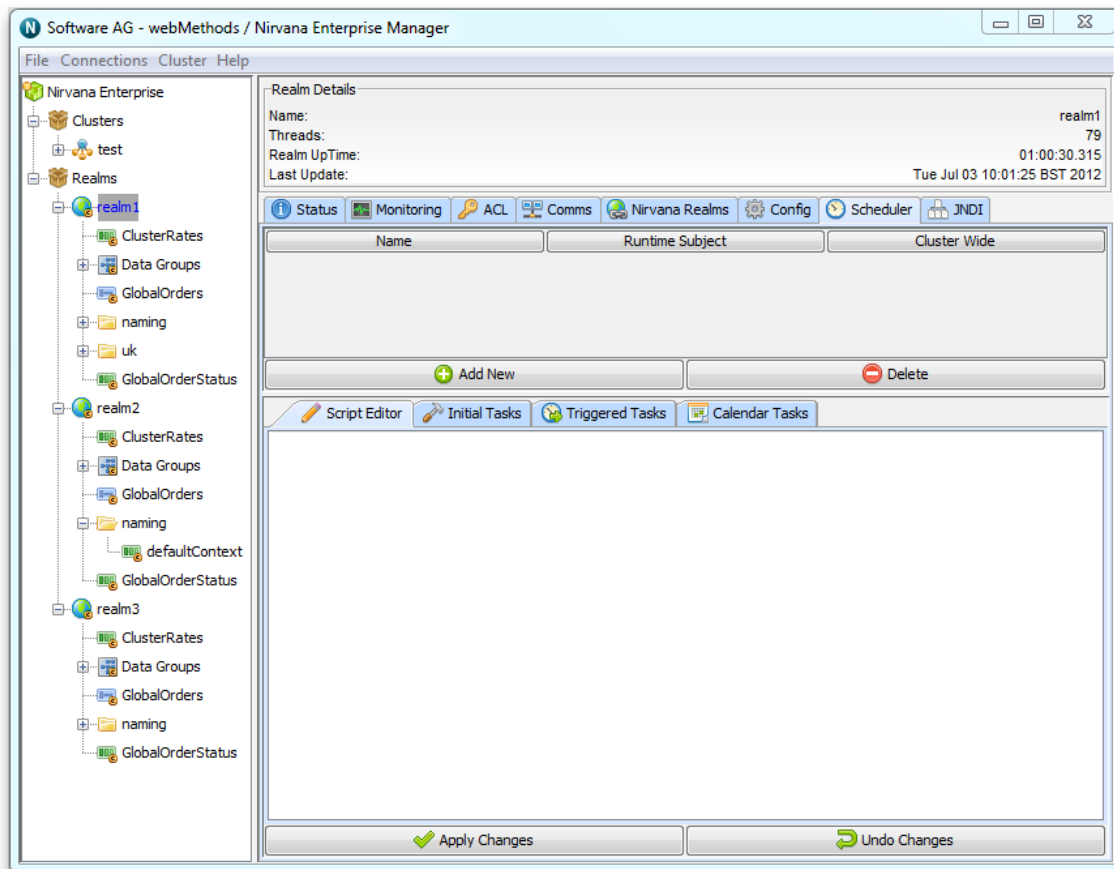 Software AG - webMethods / Nirvana Enterprise Manager
File Connections Cluster Help
Nirvana Enterprise
Clusters
test
Realms
realm1
ClusterRates
Data Groups
GlobalOrders
naming
uk
GlobalOrderStatus
realm2
ClusterRates
Data Groups
GlobalOrders
naming
defaultContext
GlobalOrderStatus
realm3
ClusterRates
Data Groups
GlobalOrders
naming
GlobalOrderStatus
Realm Details
Name: realm1
Threads: 79
Realm UpTime: 01:00:30.315
Last Update: Tue Jul 03 10:01:25 BST 2012
Status Monitoring ACL Comms Nirvana Realms Config Scheduler JNDI
Name Runtime Subject Cluster Wide
Add New Delete
Script Editor Initial Tasks Triggered Tasks Calendar Tasks
Apply Changes Undo Changes